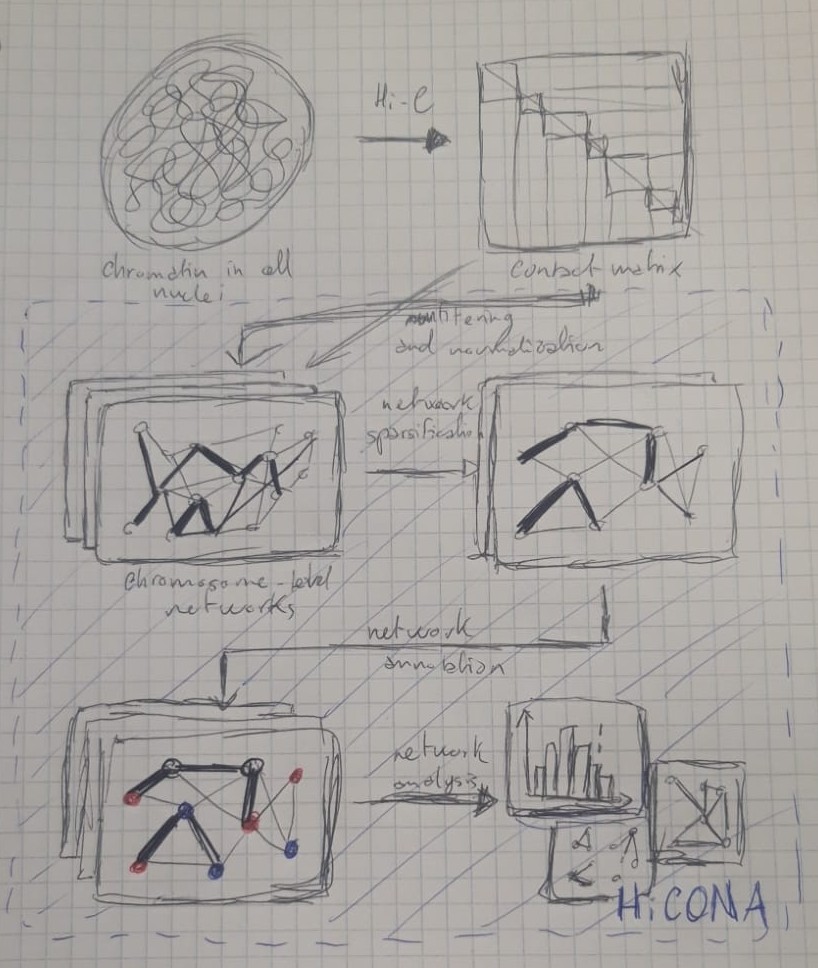 Hi-C
Chromatin in cell
nuclei
Contact matrix
and normalization
network
sparsification
Chromosome-level
networks
network
annotation
network
analysis
HiCONA